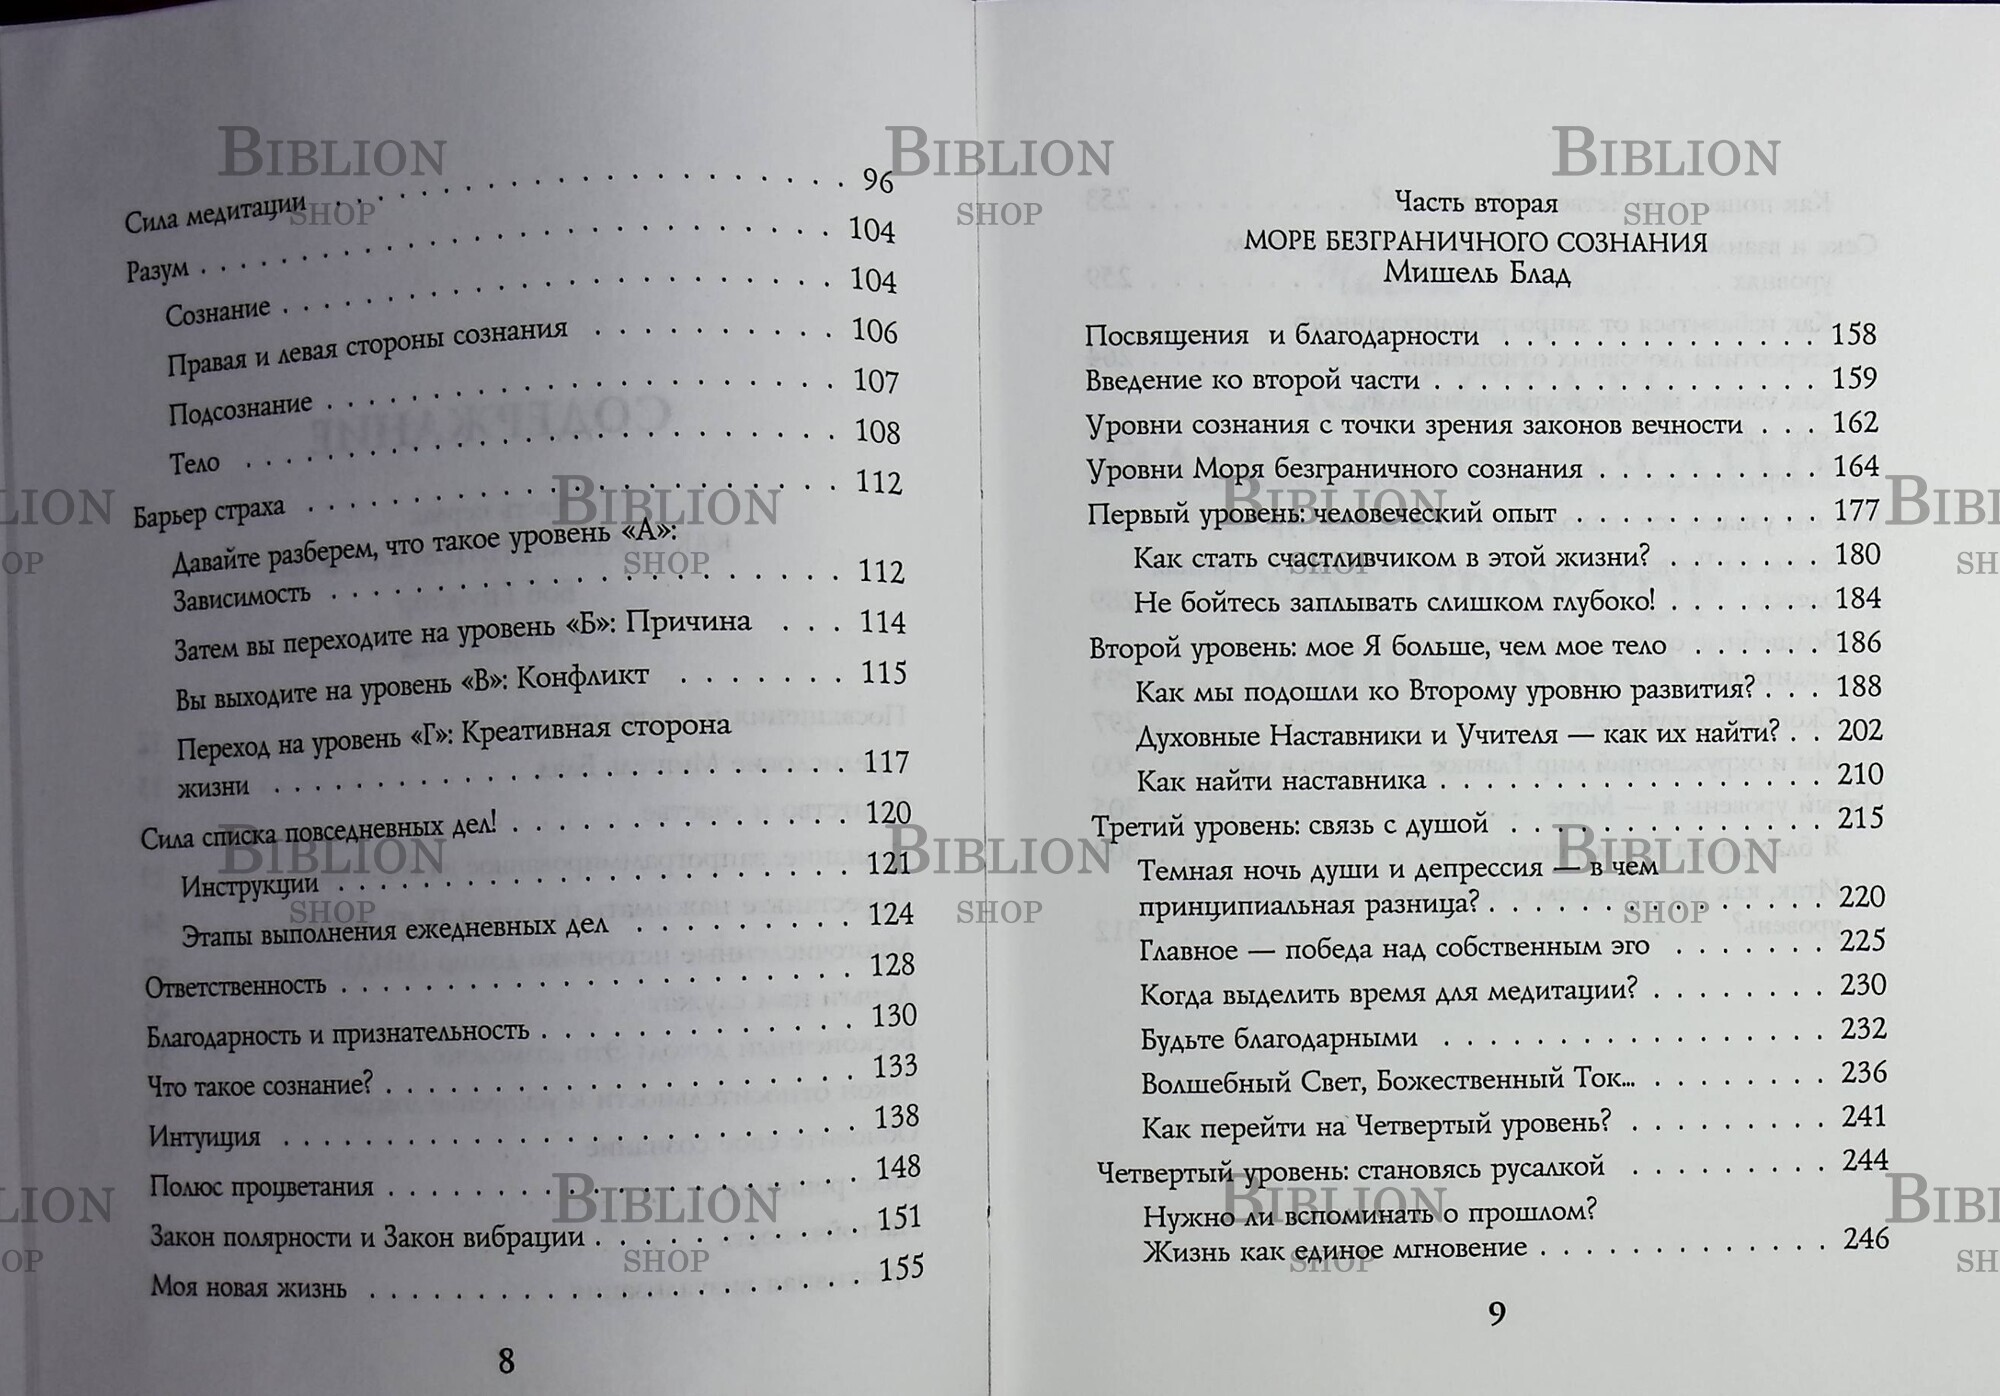 Сила медитации . . . . . . . . . . . . . . . . . . . . 96
Разум . . . . . . . . . . . . . . . . . . . . . . . . 104
Сознание . . . . . . . . . . . . . . . . . . . . . 104
Правая и левая стороны сознания . . . . . . . . . . 106
Подсознание . . . . . . . . . . . . . . . . . . . 107
Тело . . . . . . . . . . . . . . . . . . . . . . . 108
Барьер страха . . . . . . . . . . . . . . . . . . . . 112
Давайте разберем, что такое уровень «А»:
Зависимость . . . . . . . . . . . . . . . . . . . 112
Затем вы переходите на уровень «Б»: Причина . . . 114
Вы выходите на уровень «В»: Конфликт . . . . . . . 115
Переход на уровень «Г»: Креативная сторона
жизни . . . . . . . . . . . . . . . . . . . . . . 117
Сила списка повседневных дел! . . . . . . . . . . . . . 120
Инструкции . . . . . . . . . . . . . . . . . . . . 121
Этапы выполнения ежедневных дел . . . . . . . . . 124
Ответственность . . . . . . . . . . . . . . . . . . . 128
Благодарность и признательность . . . . . . . . . . . . 130
Что такое сознание? . . . . . . . . . . . . . . . . . . 133
Интуиция . . . . . . . . . . . . . . . . . . . . . . 138
Полюс процветания . . . . . . . . . . . . . . . . . . 148
Закон полярности и Закон вибрации . . . . . . . . . . 151
Моя новая жизнь . . . . . . . . . . . . . . . . . . . 155
8
Часть вторая
МОРЕ БЕЗГРАНИЧНОГО СОЗНАНИЯ
Мишель Блад
Посвящения и благодарности . . . . . . . . . . . . . 158
Введение ко второй части . . . . . . . . . . . . . . . 159
Уровни сознания с точки зрения законов вечности . . . 162
Уровни Моря безграничного сознания . . . . . . . . . 164
Первый уровень: человеческий опыт . . . . . . . . . . 177
Как стать счастливчиком в этой жизни? . . . . . . . 180
Не бойтесь заплывать слишком глубоко! . . . . . . . 184
Второй уровень: мое Я больше, чем мое тело . . . . . . 186
Как мы подошли ко Второму уровню развития? . . . 188
Духовные Наставники и Учителя — как их найти? . . 202
Как найти наставника . . . . . . . . . . . . . . . 210
Третий уровень: связь с душой . . . . . . . . . . . . . 215
Темная ночь души и депрессия — в чем
принципиальная разница? . . . . . . . . . . . . . . 220
Главное — победа над собственным эго . . . . . . . 225
Когда выделить время для медитации? . . . . . . . . 230
Будьте благодарными . . . . . . . . . . . . . . . . 232
Волшебный Свет, Божественный Ток... . . . . . . . . 236
Как перейти на Четвертый уровень? . . . . . . . . . 241
Четвертый уровень: становясь русалкой . . . . . . . . . 244
Нужно ли вспоминать о прошлом?
Жизнь как единое мгновение . . . . . . . . . . . . . 246
9
BIBLION
SHOP